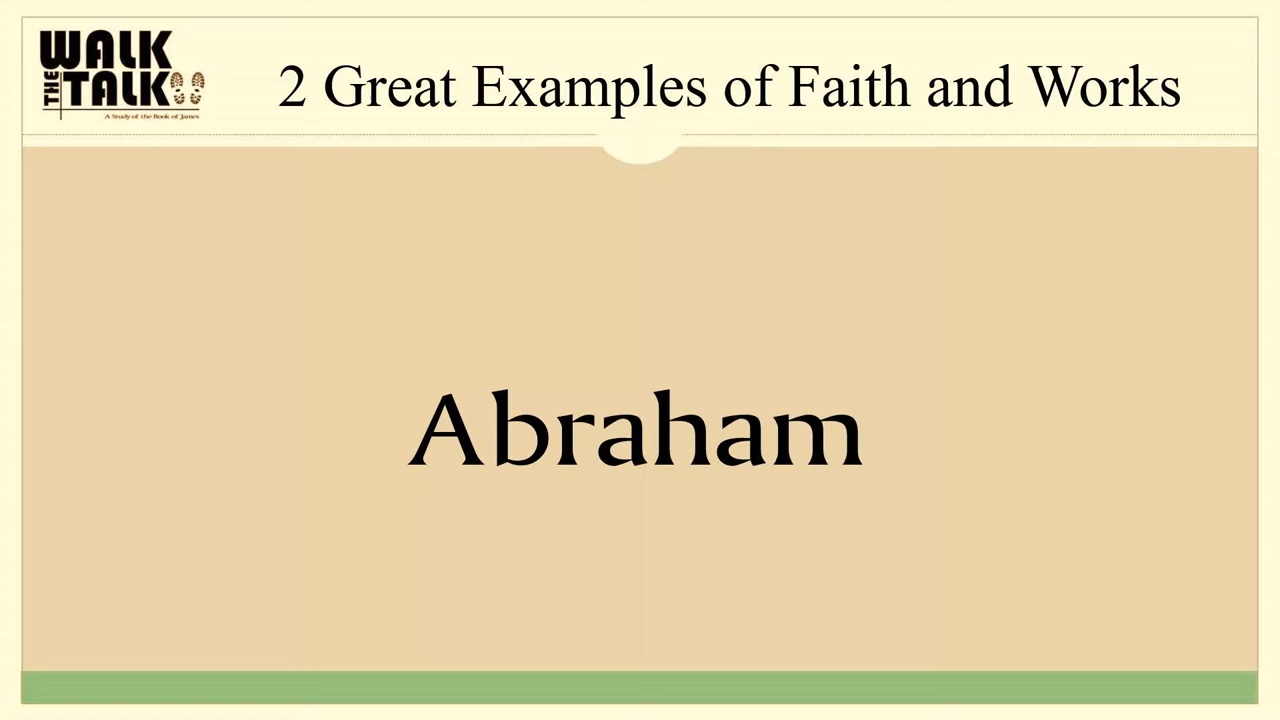 WALK
THE TALK
A Study of the Book of James
2 Great Examples of Faith and Works
Abraham